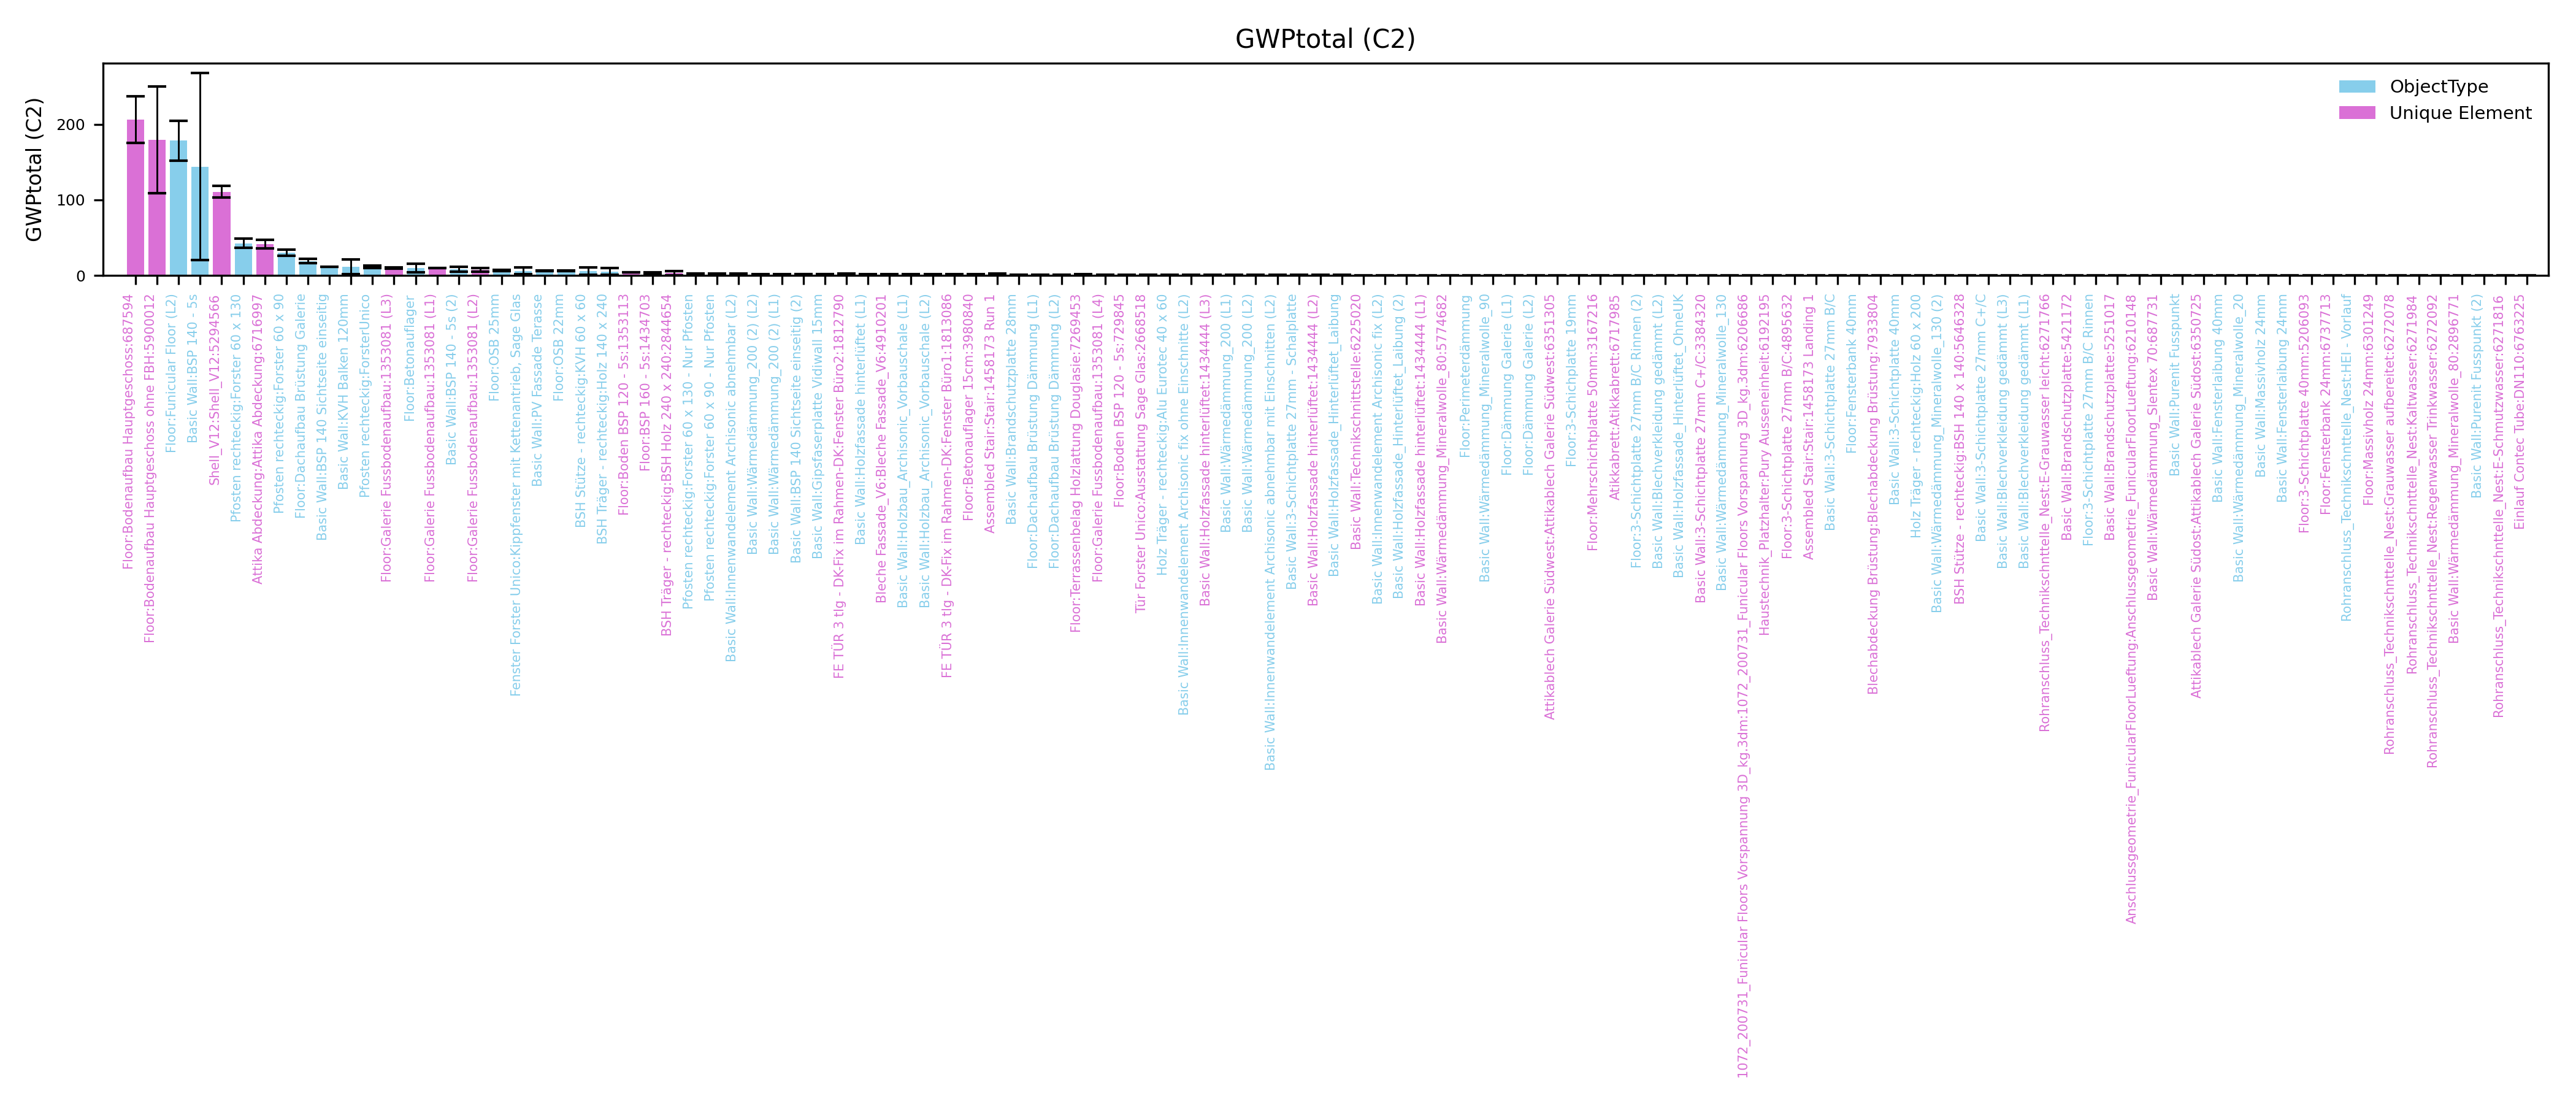 GWPtotal (C2)
GWPtotal (C2)
200
100
0
ObjectType
Unique Element
Floor:Bodenaufbau Hauptgeschoss:687594
Floor:Bodenaufbau Hauptgeschoss ohne FBH:5900012
Floor:Funicular Floor (L2)
Basic Wall:BSP 140 - 5s
Shell_V12:Shell_V12:5294566
Pfosten rechteckig:Forster 60 x 130
Attika Abdeckung:Attika Abdeckung:6716997
Pfosten rechteckig:Forster 60 x 90
Floor:Dachaufbau Brüstung Galerie
Basic Wall:BSP 140 Sichtseite einseitig
Basic Wall:KVH Balken 120mm
Pfosten rechteckig:ForsterUnico
Floor:Galerie Fussbodenaufbau:1353081 (L3)
Floor:Betonauflager
Floor:Galerie Fussbodenaufbau:1353081 (L1)
Basic Wall:BSP 140 - 5s (2)
Floor:Galerie Fussbodenaufbau:1353081 (L2)
Floor:OSB 25mm
Fenster Forster Unico:Kippfenster mit Kettenantrieb, Sage Glas
Basic Wall:PV Fassade Terasse
Floor:OSB 22mm
BSH Stütze - rechteckig:KVH 60 x 60
BSH Träger - rechteckig:Holz 140 x 240
Floor:Boden BSP 120 - 5s:1353113
Floor:BSP 160 - 5s:1434703
BSH Träger - rechteckig:BSH Holz 240 x 240:2844654
Pfosten rechteckig:Forster 60 x 130 - Nur Pfosten
Pfosten rechteckig:Forster 60 x 90 - Nur Pfosten
Basic Wall:Innenwandelement Archisonic abnehmbar (L2)
Basic Wall:Wärmedämmung_200 (2) (L2)
Basic Wall:Wärmedämmung_200 (2) (L1)
Basic Wall:BSP 140 Sichtseite einseitig (2)
Basic Wall:Gipsfaserplatte Vidiwall 15mm
FE TÜR 3 tlg - DK-Fix im Rahmen-DK:Fenster Büro2:1812790
Basic Wall:Holzfassade hinterlüftet (L1)
Bleche Fassade_V6:Bleche Fassade_V6:4910201
Basic Wall:Holzbau_Archisonic_Vorbauschale (L1)
Basic Wall:Holzbau_Archisonic_Vorbauschale (L2)
FE TÜR 3 tlg - DK-Fix im Rahmen-DK:Fenster Büro1:1813086
Floor:Betonauflager 15cm:3980840
Assembled Stair:Stair:1458173 Run 1
Basic Wall:Brandschutzplatte 28mm
Floor:Dachaufbau Brüstung Dämmung (L1)
Floor:Dachaufbau Brüstung Dämmung (L2)
Floor:Terrasenbelag Holzlattung Douglasie:7269453
Floor:Galerie Fussbodenaufbau:1353081 (L4)
Floor:Boden BSP 120 - 5s:729845
Tür Forster Unico:Austattung Sage Glas:2668518
Holz Träger - rechteckig:Alu Eurotec 40 x 60
Basic Wall:Innenwandelement Archisonic fix ohne EInschnitte (L2)
Basic Wall:Holzfassade hinterlüftet:1434444 (L3)
Basic Wall:Wärmedämmung_200 (L1)
Basic Wall:Wärmedämmung_200 (L2)
Basic Wall:Innenwandelement Archisonic abnehmbar mit Einschnitten (L2)
Basic Wall:3-Schichtplatte 27mm - Schalplatte
Basic Wall:Holzfassade hinterlüftet:1434444 (L2)
Basic Wall:Holzfassade_Hinterlüftet_Laibung
Basic Wall:Technikschnittstelle:6225020
Basic Wall:Innenwandelement Archisonic fix (L2)
Basic Wall:Holzfassade_Hinterlüftet_Laibung (2)
Basic Wall:Holzfassade hinterlüftet:1434444 (L1)
Basic Wall:Wärmedämmung_Mineralwolle_80:5774682
Floor:Perimeterdämmung
Basic Wall:Wärmedämmung_Mineralwolle_90
Floor:Dämmung Galerie (L1)
Floor:Dämmung Galerie (L2)
Attikablech Galerie Südwest:Attikablech Galerie Südwest:6351305
Floor:3-Schichplatte 19mm
Floor:Mehrschichtplatte 50mm:3167216
Atikabrett:Atikkabrett:6717985
Floor:3-Schichplatte 27mm B/C Rinnen (2)
Basic Wall:Blechverkleidung gedämmt (L2)
Basic Wall:Holzfassade_Hinterlüftet_OhneUK
Basic Wall:3-Schichtplatte 27mm C+/C:3384320
Basic Wall:Wärmedämmung_Mineralwolle_130
1072_200731_Funicular Floors Vorspannung 3D_kg.3dm:1072_200731_Funicular Floors Vorspannung 3D_kg.3dm:6206686
Haustechnik_Platzhalter:Pury Ausseneinheit:6192195
Floor:3-Schichtplatte 27mm B/C:4895632
Assembled Stair:Stair:1458173 Landing 1
Basic Wall:3-Schichtplatte 27mm B/C
Floor:Fensterbank 40mm
Blechabdeckung Brüstung:Blechabdeckung Brüstung:7933804
Basic Wall:3-Schichtplatte 40mm
Holz Träger - rechteckig:Holz 60 x 200
Basic Wall:Wärmedämmung_Mineralwolle_130 (2)
BSH Stütze - rechteckig:BSH 140 x 140:5646328
Basic Wall:3-Schichtplatte 27mm C+/C
Basic Wall:Blechverkleidung gedämmt (L3)
Basic Wall:Blechverkleidung gedämmt (L1)
Rohranschluss_Technikschnttelle_Nest:E-Grauwasser leicht:6271766
Basic Wall:Brandschutzplatte:5421172
Floor:3-Schichtplatte 27mm B/C Rinnen
Basic Wall:Brandschutzplatte:5251017
Anschlussgeometrie_FunicularFloorLueftung:Anschlussgeometrie_FunicularFloorLueftung:6210148
Basic Wall:Wärmedämmung_Slentex 70:687731
Basic Wall:Purenit Fusspunkt
Attikablech Galerie Südost:Attikablech Galerie Südost:6350725
Basic Wall:Fensterlaibung 40mm
Basic Wall:Wärmedämmung_Mineralwolle_20
Basic Wall:Massivholz 24mm
Basic Wall:Fensterlaibung 24mm
Floor:3-Schichtplatte 40mm:5206093
Floor:Fensterbank 24mm:6737713
Rohranschluss_Technikschnttelle_Nest:HEI - Vorlauf
Floor:Massivholz 24mm:6301249
Rohranschluss_Technikschnttelle_Nest:Grauwasser aufbereitet:6272078
Rohranschluss_Technikschnttelle_Nest:Kaltwasser:6271984
Rohranschluss_Technikschnttelle_Nest:Regenwasser Trinkwasser:6272092
Basic Wall:Wärmedämmung_Mineralwolle_80:2896771
Basic Wall:Purenit Fusspunkt (2)
Rohranschluss_Technikschnttelle_Nest:E-Schmutzwasser:6271816
Einlauf Contec Tube:DN110:6763225